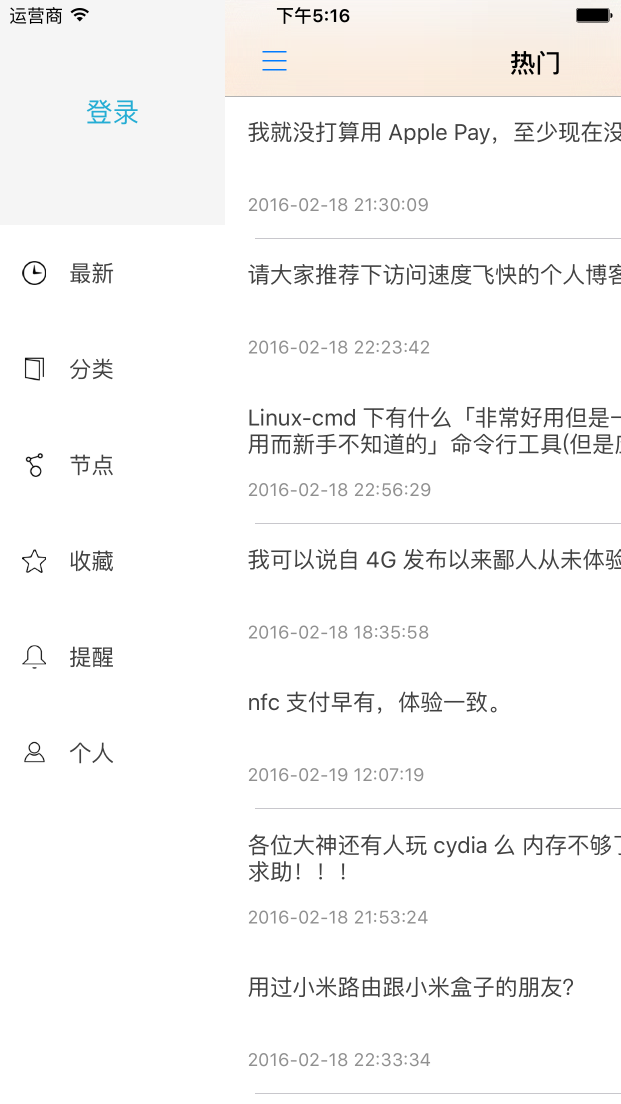 运营商
下午5:16
登录
最新
分类
节点
收藏
提醒
个人
热门
我就没打算用 Apple Pay，至少现在没
2016-02-18 21:30:09
请大家推荐下访问速度飞快的个人博客
2016-02-18 22:23:42
Linux-cmd 下有什么「非常好用但是一
用而新手不知道的」命令行工具(但是
2016-02-18 22:56:29
我可以说自 4G 发布以来鄙人从未体验
2016-02-18 18:35:58
nfc 支付早有，体验一致。
2016-02-19 12:07:19
各位大神还有人玩 cydia 么 内存不够了
求助！！！
2016-02-18 21:53:24
用过小米路由跟小米盒子的朋友?
2016-02-18 22:33:34